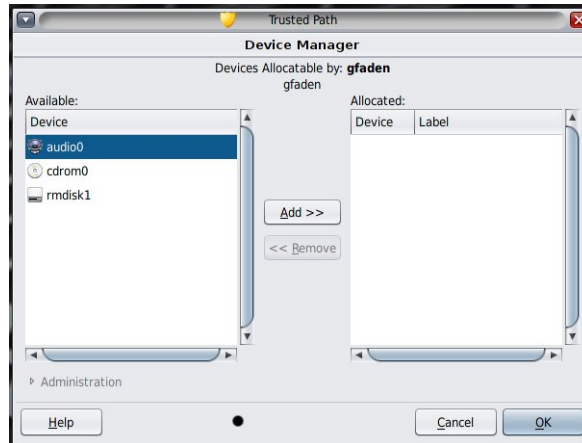 Trusted Path
Device Manager
Devices Allocatable by: gfaden
gfaden
Available:
Device
audio0
cdrom0
rmdisk1
Add >>
<< Remove
Allocated:
Device Label
Administration
Help
Cancel
OK